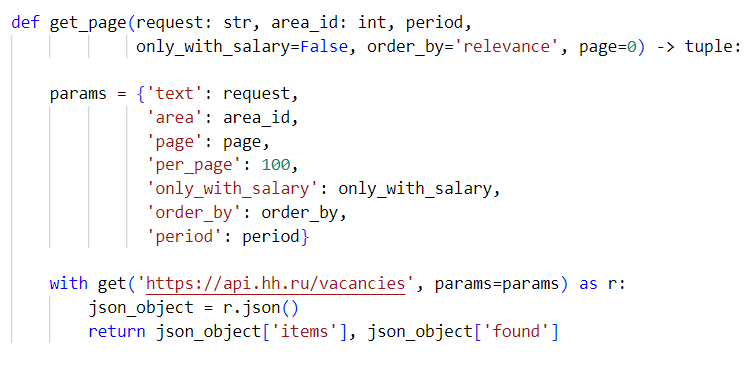 def get_page(request: str, area_id: int, period,
             only_with_salary=False, order_by='relevance', page=0) -> tuple:
    params = {'text': request,
              'area': area_id,
              'page': page,
              'per_page': 100,
              'only_with_salary': only_with_salary,
              'order_by': order_by,
              'period': period}
    with get('https://api.hh.ru/vacancies', params=params) as r:
        json_object = r.json()
        return json_object['items'], json_object['found']